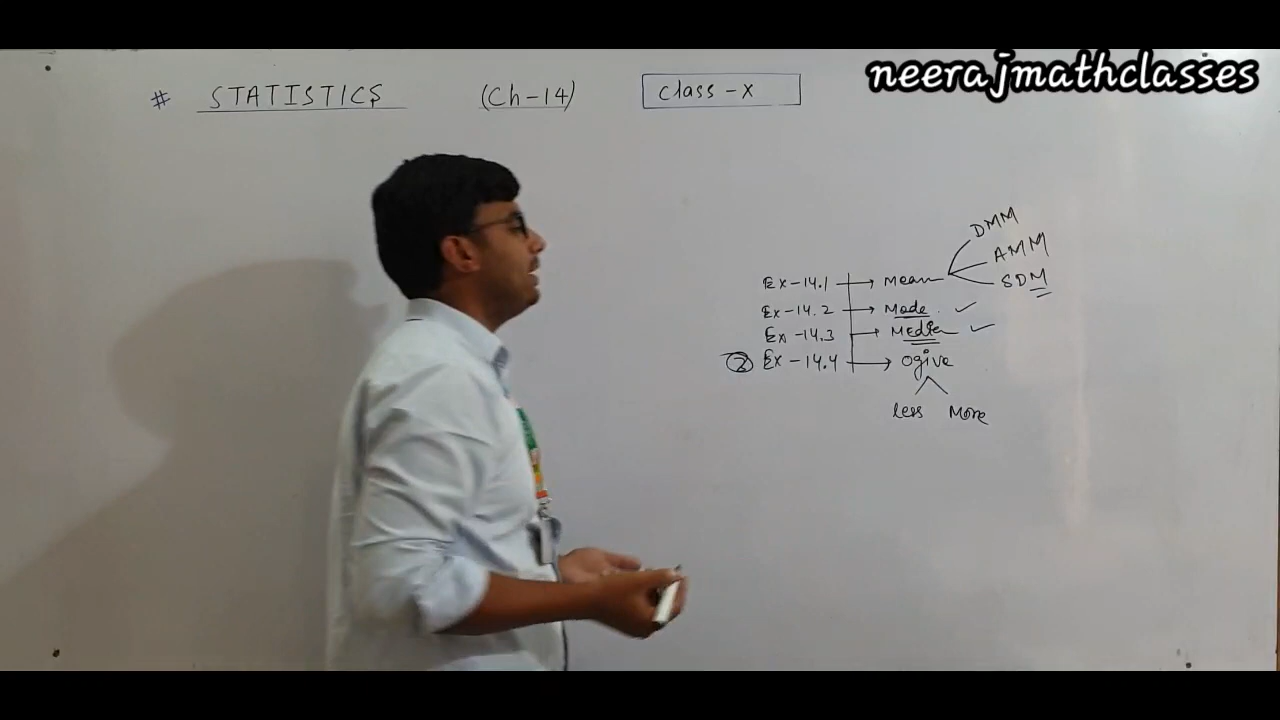 neerajmathclasses
# STATISTICS (Ch-14) Class-X
DMM
AMM
SDM
Ex-14.1 → Mean
Ex-14.2 → Mode ✓
Ex-14.3 → Median ✓
Ex-14.4 → Ogive
less More